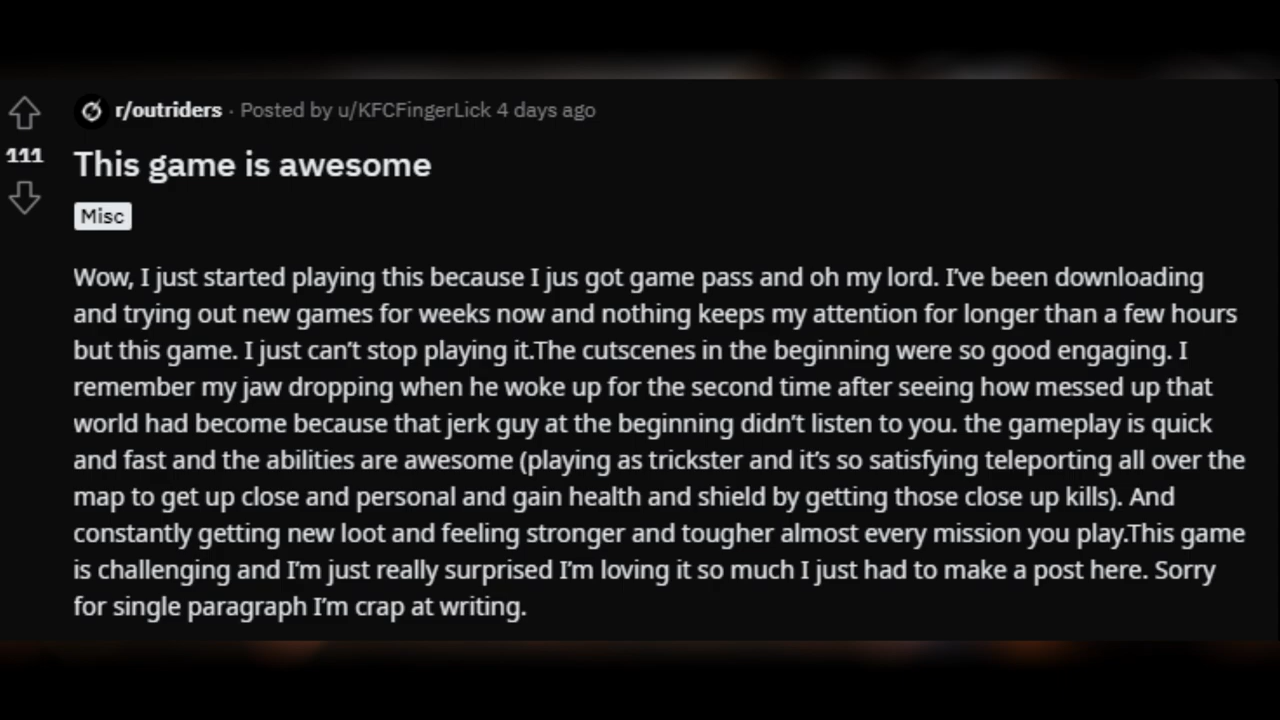 r/outriders · Posted by u/KFCFingerLick 4 days ago
111
This game is awesome
Misc
Wow, I just started playing this because I jus got game pass and oh my lord. I’ve been downloading
and trying out new games for weeks now and nothing keeps my attention for longer than a few hours
but this game. I just can’t stop playing it.The cutscenes in the beginning were so good engaging. I
remember my jaw dropping when he woke up for the second time after seeing how messed up that
world had become because that jerk guy at the beginning didn’t listen to you. the gameplay is quick
and fast and the abilities are awesome (playing as trickster and it’s so satisfying teleporting all over the
map to get up close and personal and gain health and shield by getting those close up kills). And
constantly getting new loot and feeling stronger and tougher almost every mission you play.This game
is challenging and I’m just really surprised I’m loving it so much I just had to make a post here. Sorry
for single paragraph I’m crap at writing.